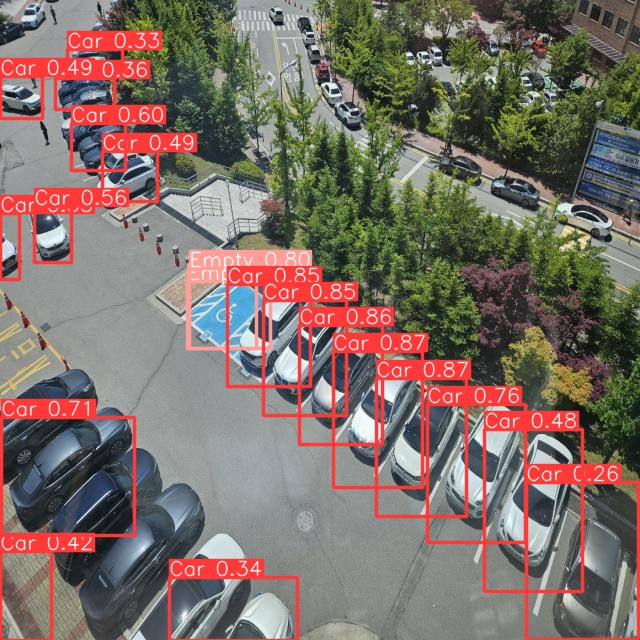 Car 0.33
0.49
0.36
Car 0.60
Car 0.49
Car
Car 0.56
Empty 0.80
Car 0.85
Car 0.85
Car 0.86
Car 0.87
Car 0.87
Car 0.76
Car 0.48
Car 0.26
Car 0.71
Car 0.42
Car 0.34